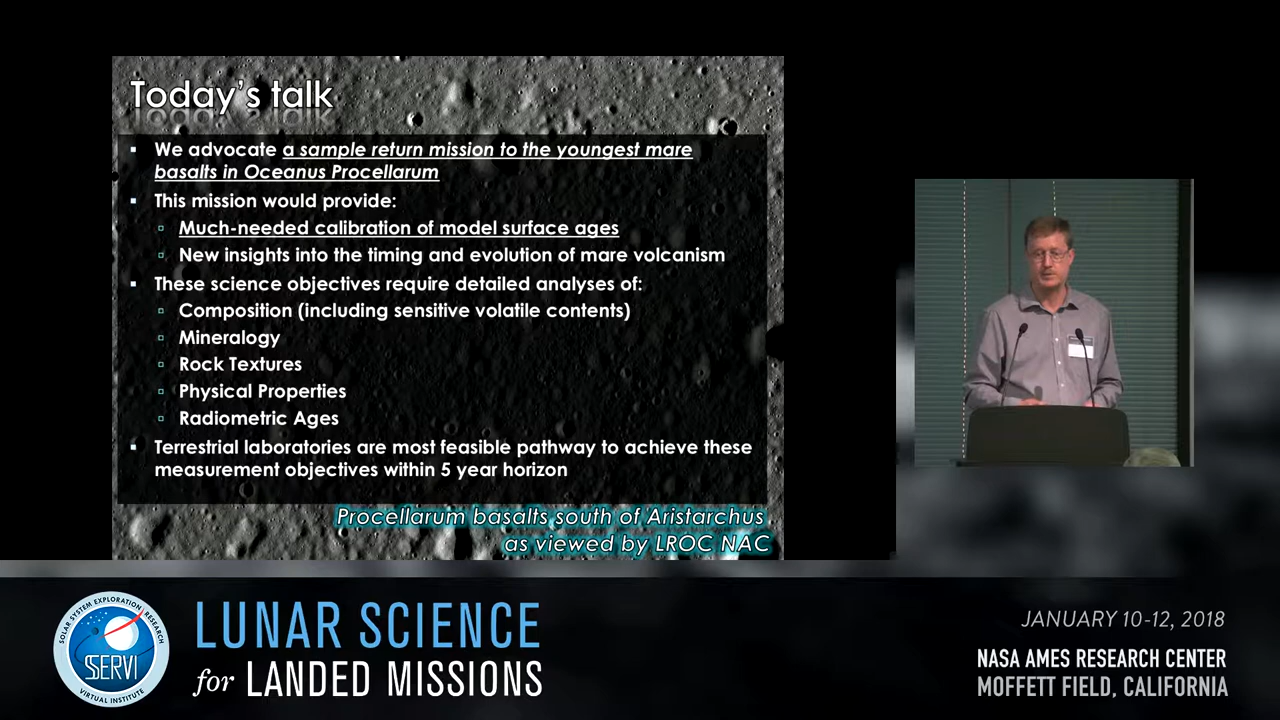 Today's talk
▪ We advocate a sample return mission to the youngest mare
basalts in Oceanus Procellarum
▪ This mission would provide:
▫ Much-needed calibration of model surface ages
▫ New insights into the timing and evolution of mare volcanism
▪ These science objectives require detailed analyses of:
▫ Composition (including sensitive volatile contents)
▫ Mineralogy
▫ Rock Textures
▫ Physical Properties
▫ Radiometric Ages
▪ Terrestrial laboratories are most feasible pathway to achieve these
measurement objectives within 5 year horizon
Procellarum basalts south of Aristarchus
as viewed by LROC NAC
SOLAR SYSTEM EXPLORATION RESEARCH
SSERVI
VIRTUAL INSTITUTE
LUNAR SCIENCE
for LANDED MISSIONS
JANUARY 10-12, 2018
NASA AMES RESEARCH CENTER
MOFFETT FIELD, CALIFORNIA